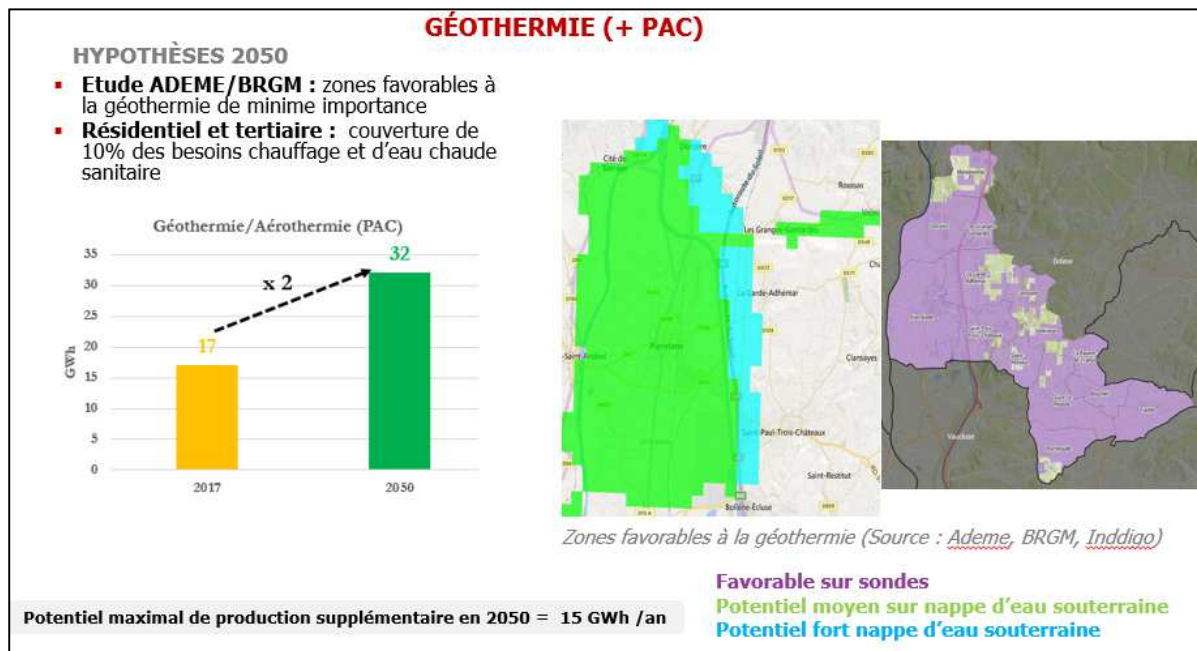 GÉOTHERMIE (+ PAC)
HYPOTHÈSES 2050
▪ Etude ADEME/BRGM : zones favorables à
la géothermie de minime importance
▪ Résidentiel et tertiaire : couverture de
10% des besoins chauffage et d'eau chaude
sanitaire
Géothermie/Aérothermie (PAC)
35
30
25
20
15
10
5
0
GWh
17
x 2
32
2017
2050
Cité du
Roussas
Les Granges-Gontardes
La Garde-Adhémar
Pierrelatte
Clansayes
Saint-Paul-Trois-Châteaux
Saint-Restitut
Bollène-Écluse
Drôme
Vaucluse
Zones favorables à la géothermie (Source : Ademe, BRGM, Inddigo)
Favorable sur sondes
Potentiel moyen sur nappe d'eau souterraine
Potentiel fort nappe d'eau souterraine
Potentiel maximal de production supplémentaire en 2050 = 15 GWh /an